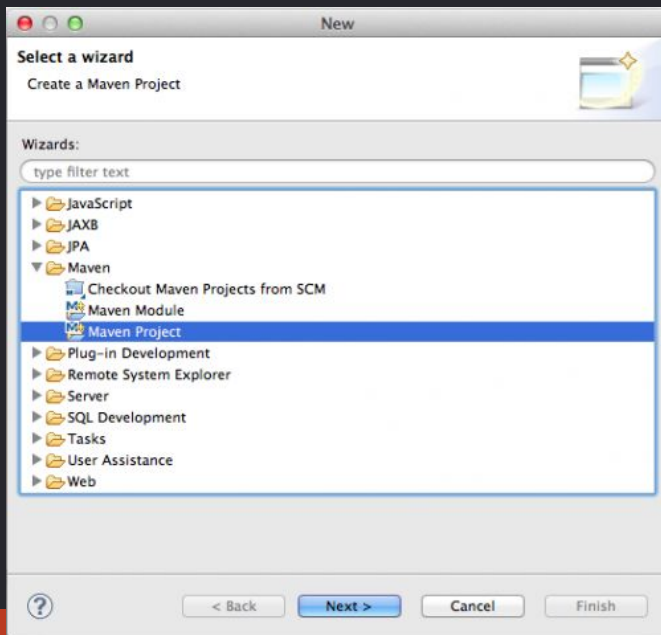 New
Select a wizard
Create a Maven Project
Wizards:
type filter text
JavaScript
JAXB
JPA
Maven
Checkout Maven Projects from SCM
Maven Module
Maven Project
Plug-in Development
Remote System Explorer
Server
SQL Development
Tasks
User Assistance
Web
? < Back Next > Cancel Finish